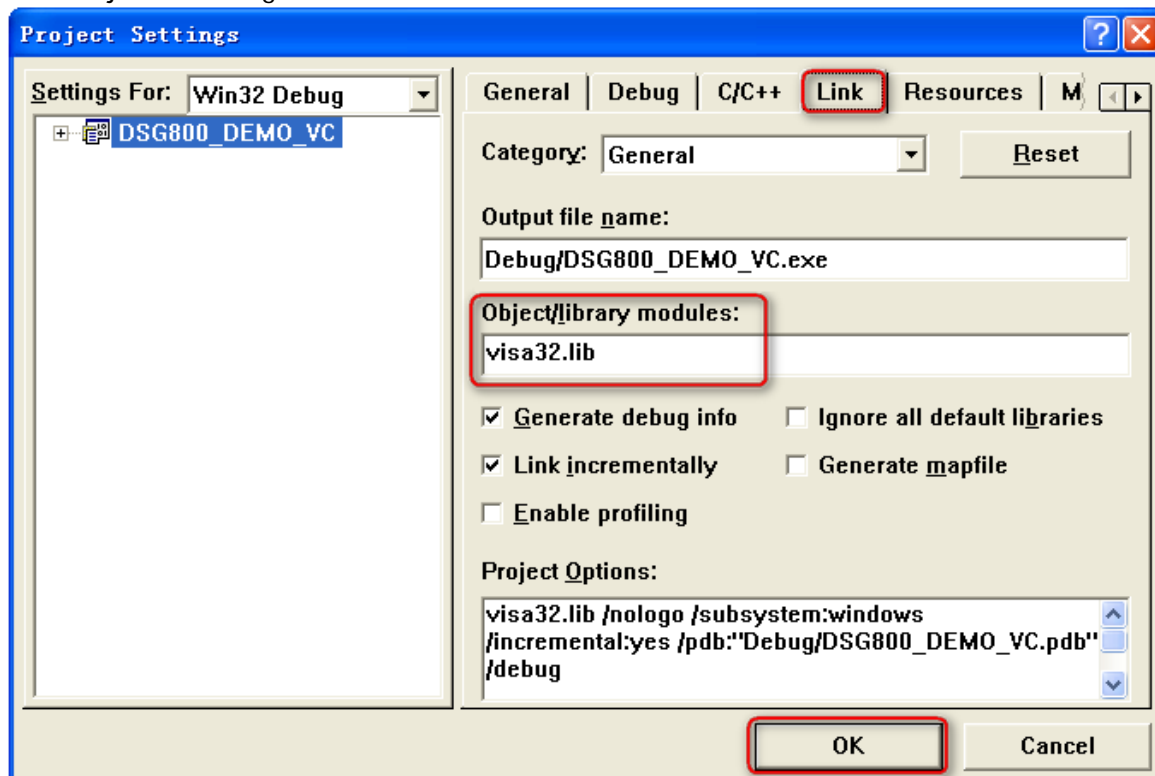 Project Settings
Settings For: Win32 Debug
DSG800_DEMO_VC
General Debug C/C++ Link Resources M
Category: General Reset
Output file name:
Debug/DSG800_DEMO_VC.exe
Object/library modules:
visa32.lib
Generate debug info Ignore all default libraries
Link incrementally Generate mapfile
Enable profiling
Project Options:
visa32.lib /nologo /subsystem:windows
/incremental:yes /pdb:"Debug/DSG800_DEMO_VC.pdb"
/debug
OK Cancel